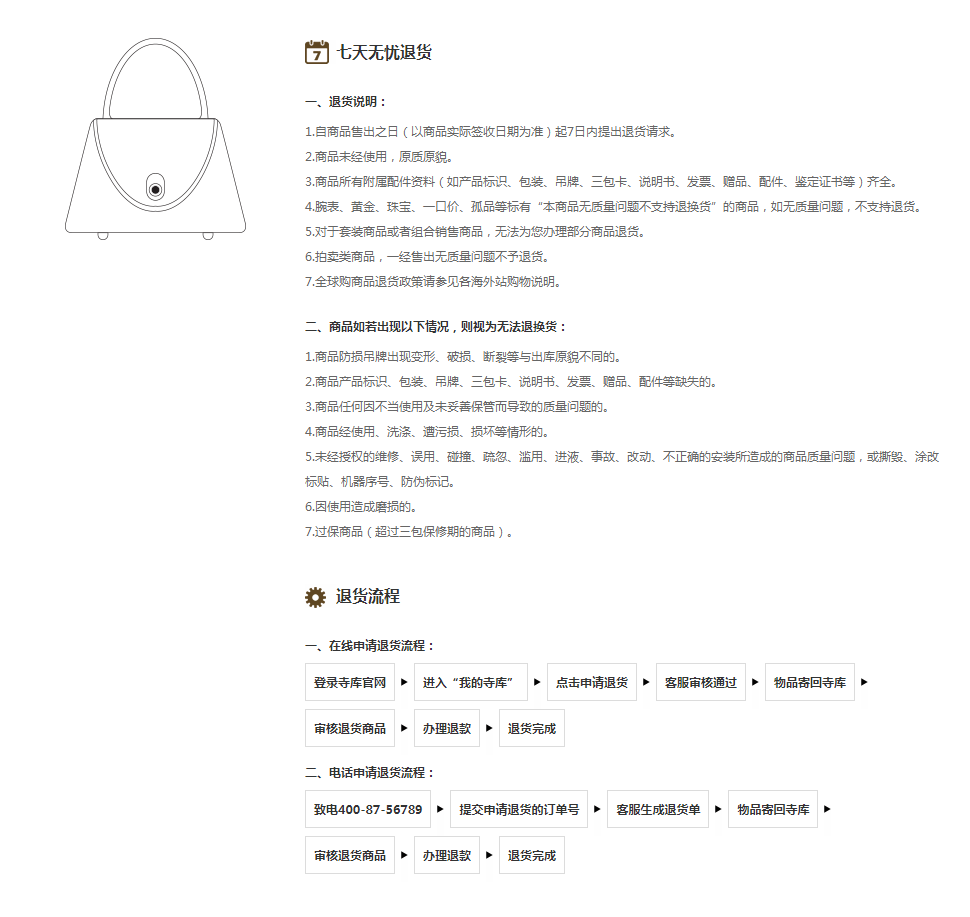 7 七天无忧退货
一、退货说明：
1.自商品售出之日（以商品实际签收日期为准）起7日内提出退货请求。
2.商品未经使用，原质原貌。
3.商品所有附属配件资料（如产品标识、包装、吊牌、三包卡、说明书、发票、赠品、配件、鉴定证书等）齐全。
4.腕表、黄金、珠宝、一口价、孤品等标有“本商品无质量问题不支持退换货”的商品，如无质量问题，不支持退货。
5.对于套装商品或者组合销售商品，无法为您办理部分商品退货。
6.拍卖类商品，一经售出无质量问题不予退货。
7.全球购商品退货政策请参见各海外站购物说明。
二、商品如若出现以下情况，则视为无法退换货：
1.商品防损吊牌出现变形、破损、断裂等与出库原貌不同的。
2.商品产品标识、包装、吊牌、三包卡、说明书、发票、赠品、配件等缺失的。
3.商品任何因不当使用及未妥善保管而导致的质量问题的。
4.商品经使用、洗涤、遭污损、损坏等情形的。
5.未经授权的维修、误用、碰撞、疏忽、滥用、进液、事故、改动、不正确的安装所造成的商品质量问题，或撕毁、涂改
标贴、机器序号、防伪标记。
6.因使用造成磨损的。
7.过保商品（超过三包保修期的商品）。
退货流程
一、在线申请退货流程：
登录寺库官网 ▶ 进入“我的寺库” ▶ 点击申请退货 ▶ 客服审核通过 ▶ 物品寄回寺库 ▶
审核退货商品 ▶ 办理退款 ▶ 退货完成
二、电话申请退货流程：
致电400-87-56789 ▶ 提交申请退货的订单号 ▶ 客服生成退货单 ▶ 物品寄回寺库 ▶
审核退货商品 ▶ 办理退款 ▶ 退货完成